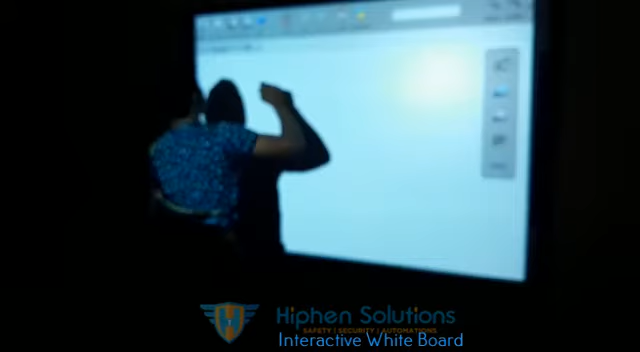 Hiphen Solutions
SAFETY | SECURITY | AUTOMATIONS
Interactive White Board